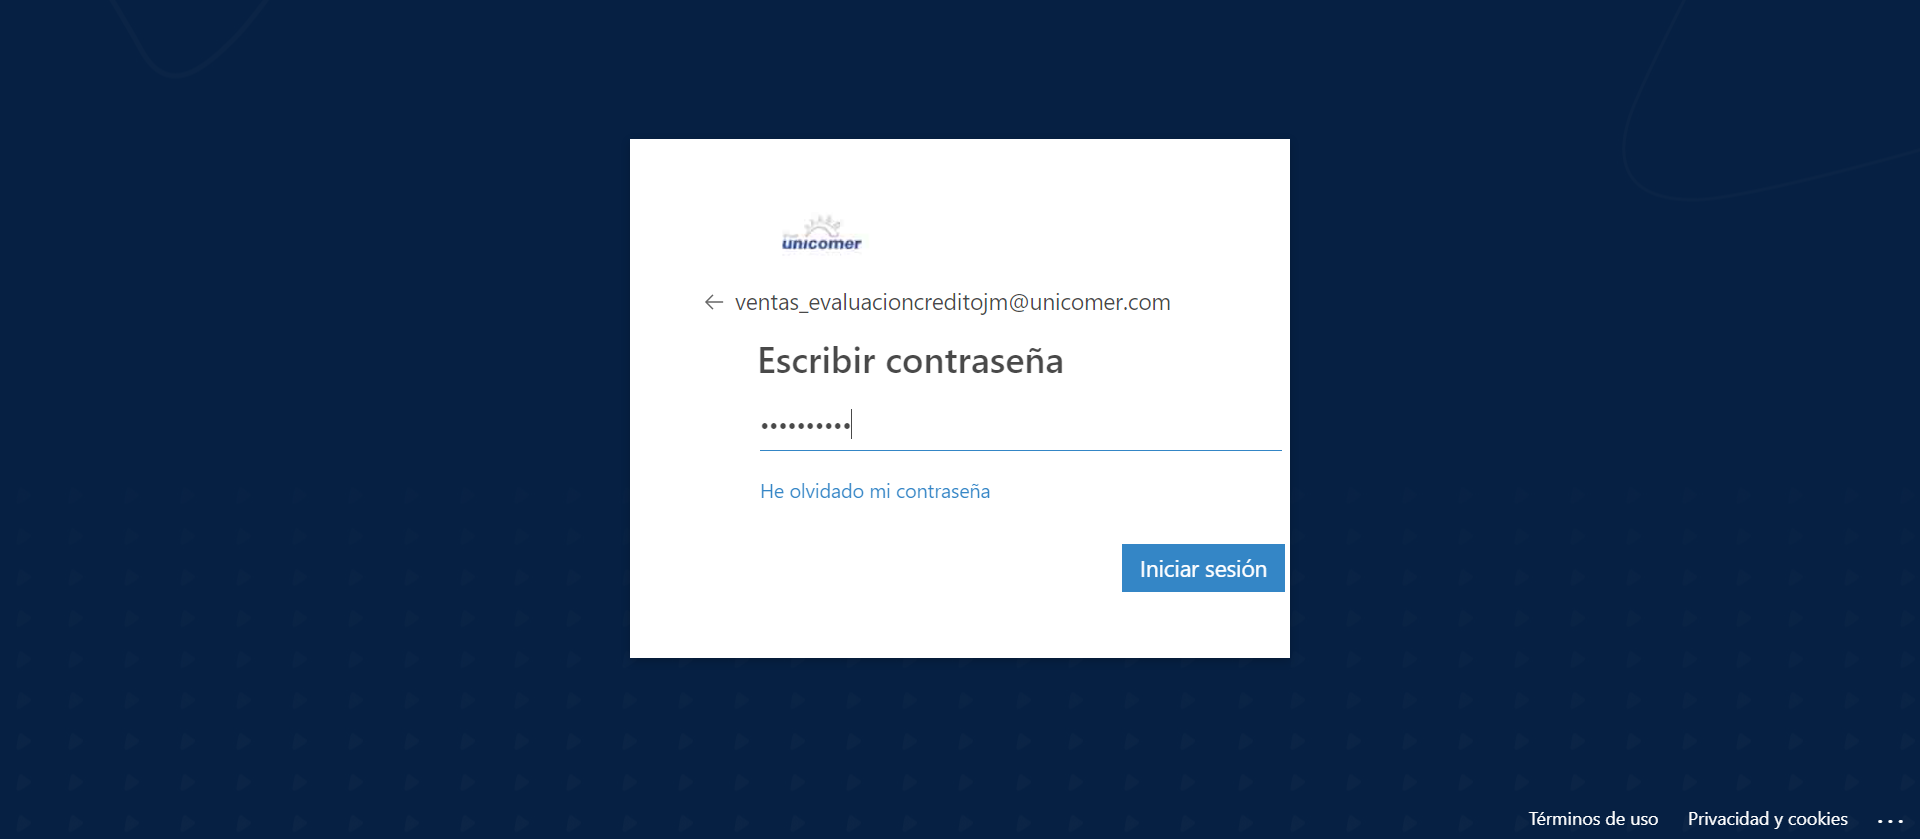 unicomer
← ventas_evaluacioncreditojm@unicomer.com
Escribir contraseña
••••••••••
He olvidado mi contraseña
Iniciar sesión
Términos de uso Privacidad y cookies ...